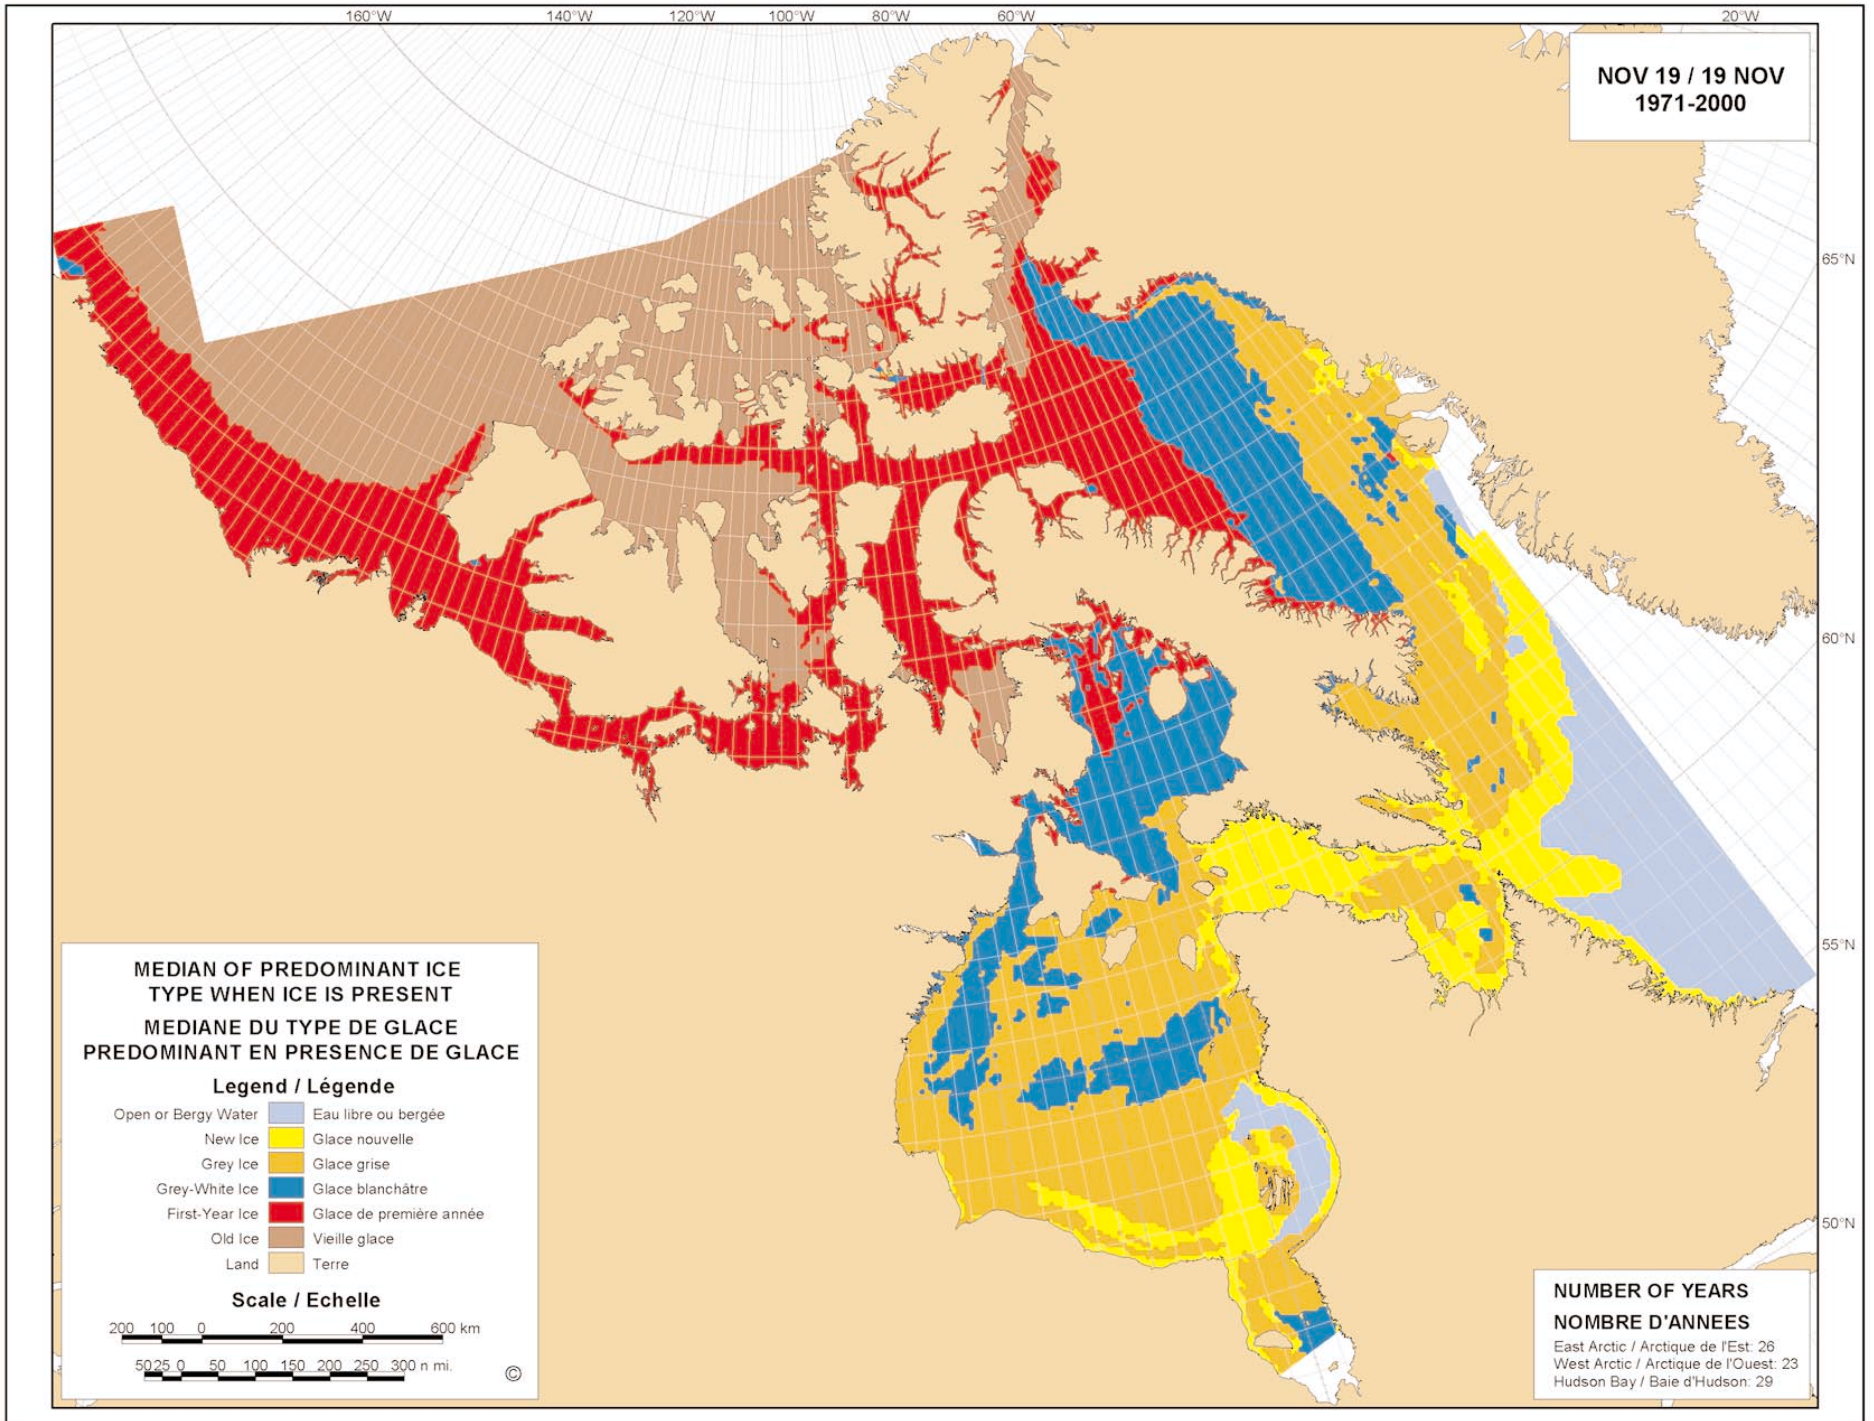 160°W 140°W 120°W 100°W 80°W 60°W 20°W
NOV 19 / 19 NOV
1971-2000
65°N
60°N
55°N
50°N
MEDIAN OF PREDOMINANT ICE
TYPE WHEN ICE IS PRESENT
MEDIANE DU TYPE DE GLACE
PREDOMINANT EN PRESENCE DE GLACE
Legend / Légende
Open or Bergy Water Eau libre ou bergée
New Ice Glace nouvelle
Grey Ice Glace grise
Grey-White Ice Glace blanchâtre
First-Year Ice Glace de première année
Old Ice Vieille glace
Land Terre
Scale / Echelle
200 100 0 200 400 600 km
50 25 0 50 100 150 200 250 300 n mi.
©
NUMBER OF YEARS
NOMBRE D'ANNEES
East Arctic / Arctique de l'Est: 26
West Arctic / Arctique de l'Ouest: 23
Hudson Bay / Baie d'Hudson: 29